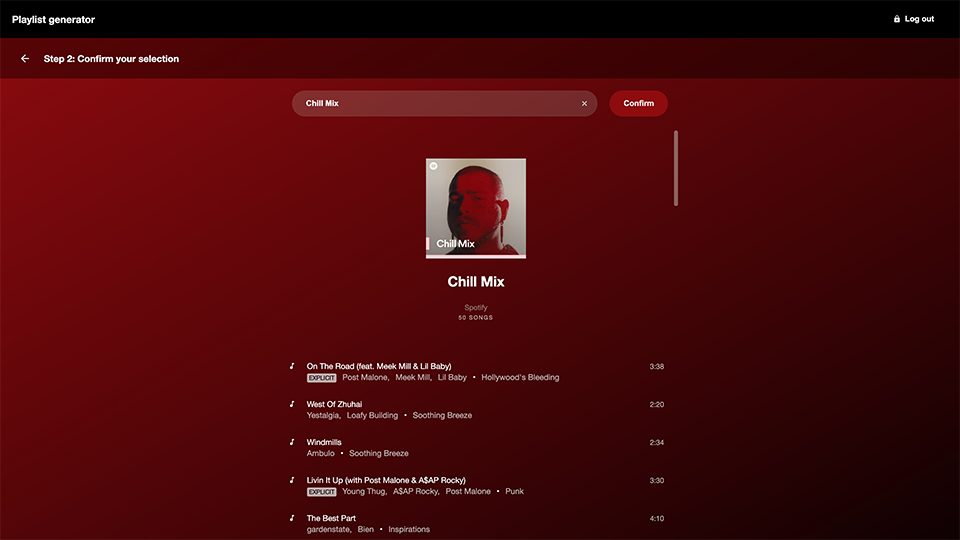 Playlist generator
Log out
Step 2: Confirm your selection
Chill Mix
Confirm
Chill Mix
Chill Mix
Spotify
50 SONGS
On The Road (feat. Meek Mill & Lil Baby) 3:38
EXPLICIT Post Malone, Meek Mill, Lil Baby • Hollywood's Bleeding
West Of Zhuhai 2:20
Yestalgia, Loafy Building • Soothing Breeze
Windmills 2:34
Ambulo • Soothing Breeze
Livin It Up (with Post Malone & A$AP Rocky) 3:30
EXPLICIT Young Thug, A$AP Rocky, Post Malone • Punk
The Best Part 4:10
gardenstate, Bien • Inspirations